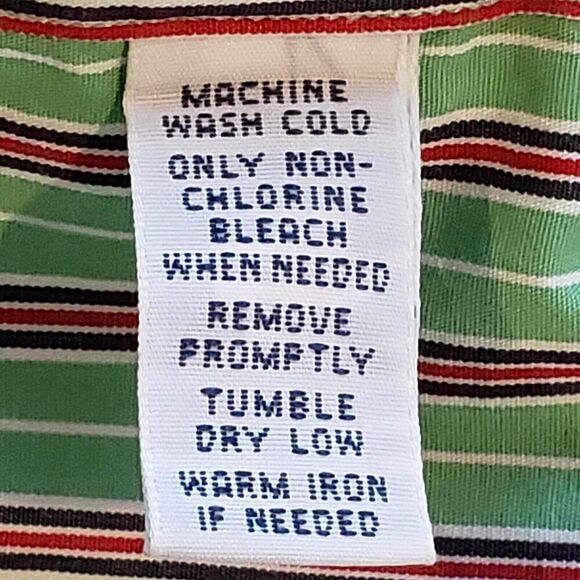 MACHINE
WASH COLD
ONLY NON-
CHLORINE
BLEACH
WHEN NEEDED
REMOVE
PROMPTLY
TUMBLE
DRY LOW
WARM IRON
IF NEEDED